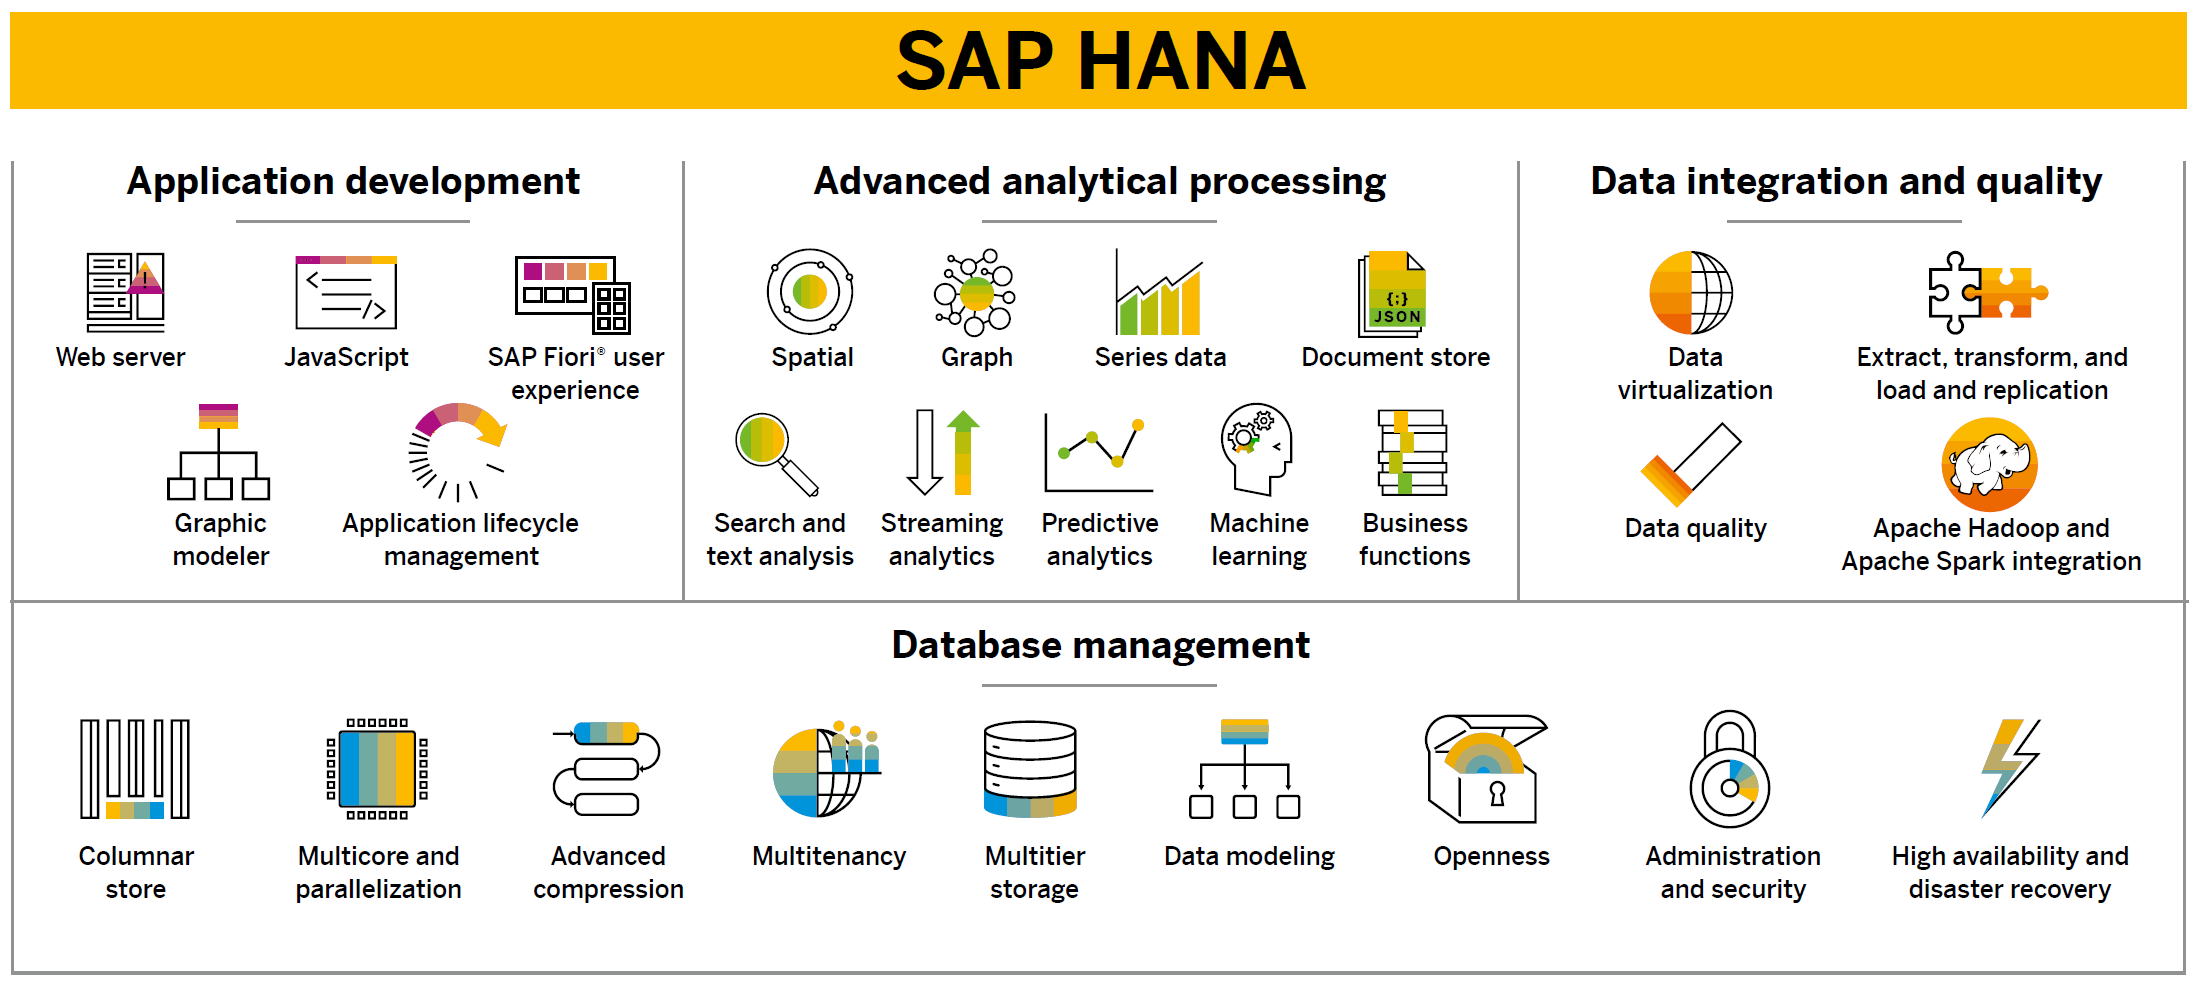 SAP HANA
Application development
Web server
JavaScript
SAP Fiori® user
experience
Graphic
modeler
Application lifecycle
management
Advanced analytical processing
Spatial
Graph
Series data
{;}
JSON
Document store
Search and
text analysis
Streaming
analytics
Predictive
analytics
Machine
learning
Business
functions
Data integration and quality
Data
virtualization
Extract, transform, and
load and replication
Data quality
Apache Hadoop and
Apache Spark integration
Database management
Columnar
store
Multicore and
parallelization
Advanced
compression
Multitenancy
Multitier
storage
Data modeling
Openness
Administration
and security
High availability and
disaster recovery